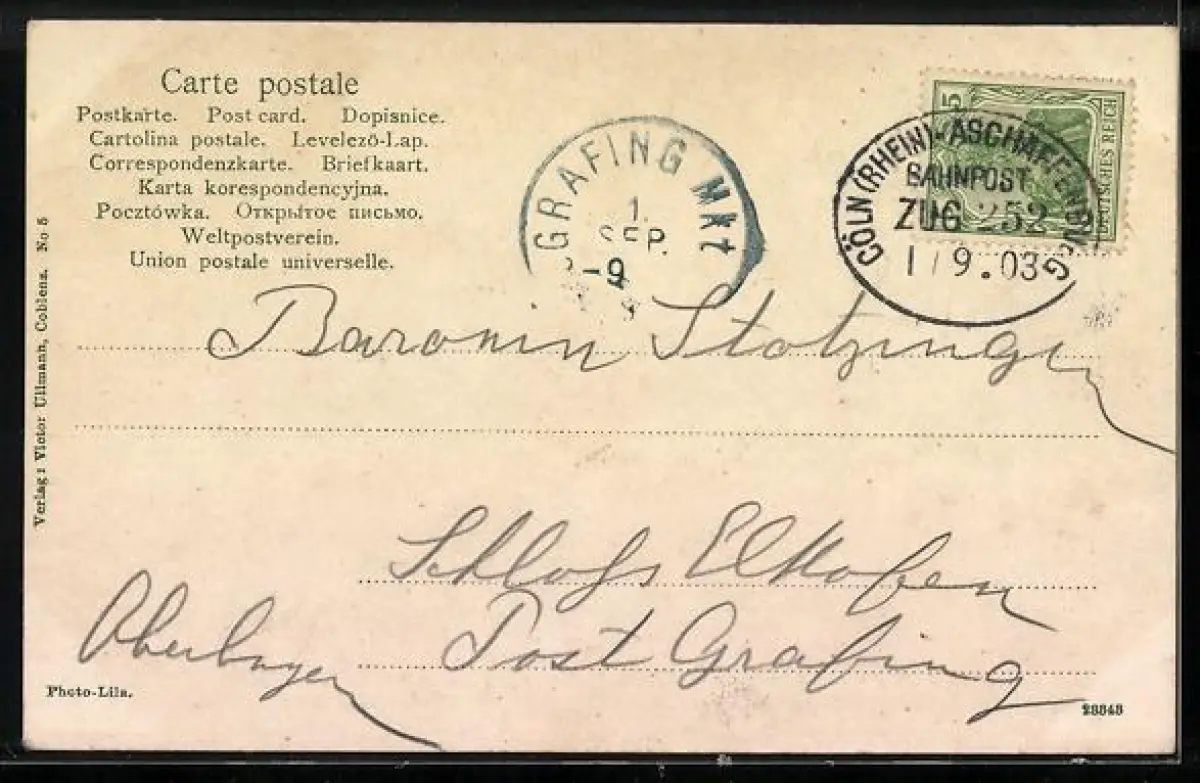 Carte postale
Postkarte. Post card. Dopisnice.
Cartolina postale. Levelező-Lap.
Correspondenzkarte. Briefkaart.
Karta korespondencyjna.
Pocztówka. Открытое письмо.
Weltpostverein.
Union postale universelle.
GRAFING Mkt
1.
SEP.
-9
5
DEUTSCHES REICH
CÖLN (RHEIN)-ASCHAFFENBURG
BAHNPOST
ZUG 252
1/9.03
Baronin Stotzingen
Schloss Elkofen
Post Grafing
Oberbayern
Verlag: Victor Ullmann, Coblenz. No 5
Photo-Lila.
28848